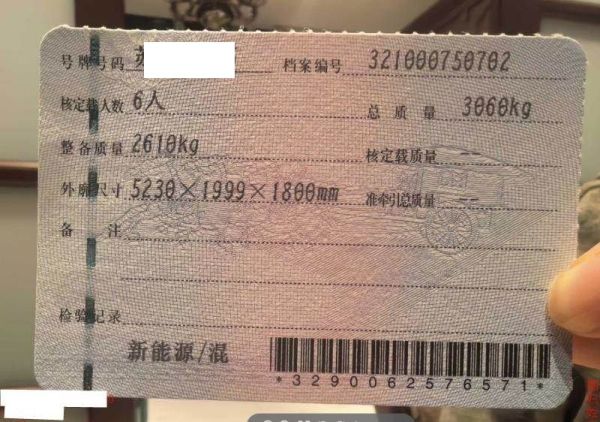 号牌号码 苏 档案编号 321000750702
核定载人数 6人 总质量 3060kg
整备质量 2610kg 核定载质量 --
外廓尺寸 5230×1999×1800mm 准牵引总质量 --
备注
检验记录
新能源/混
*3290062576571*